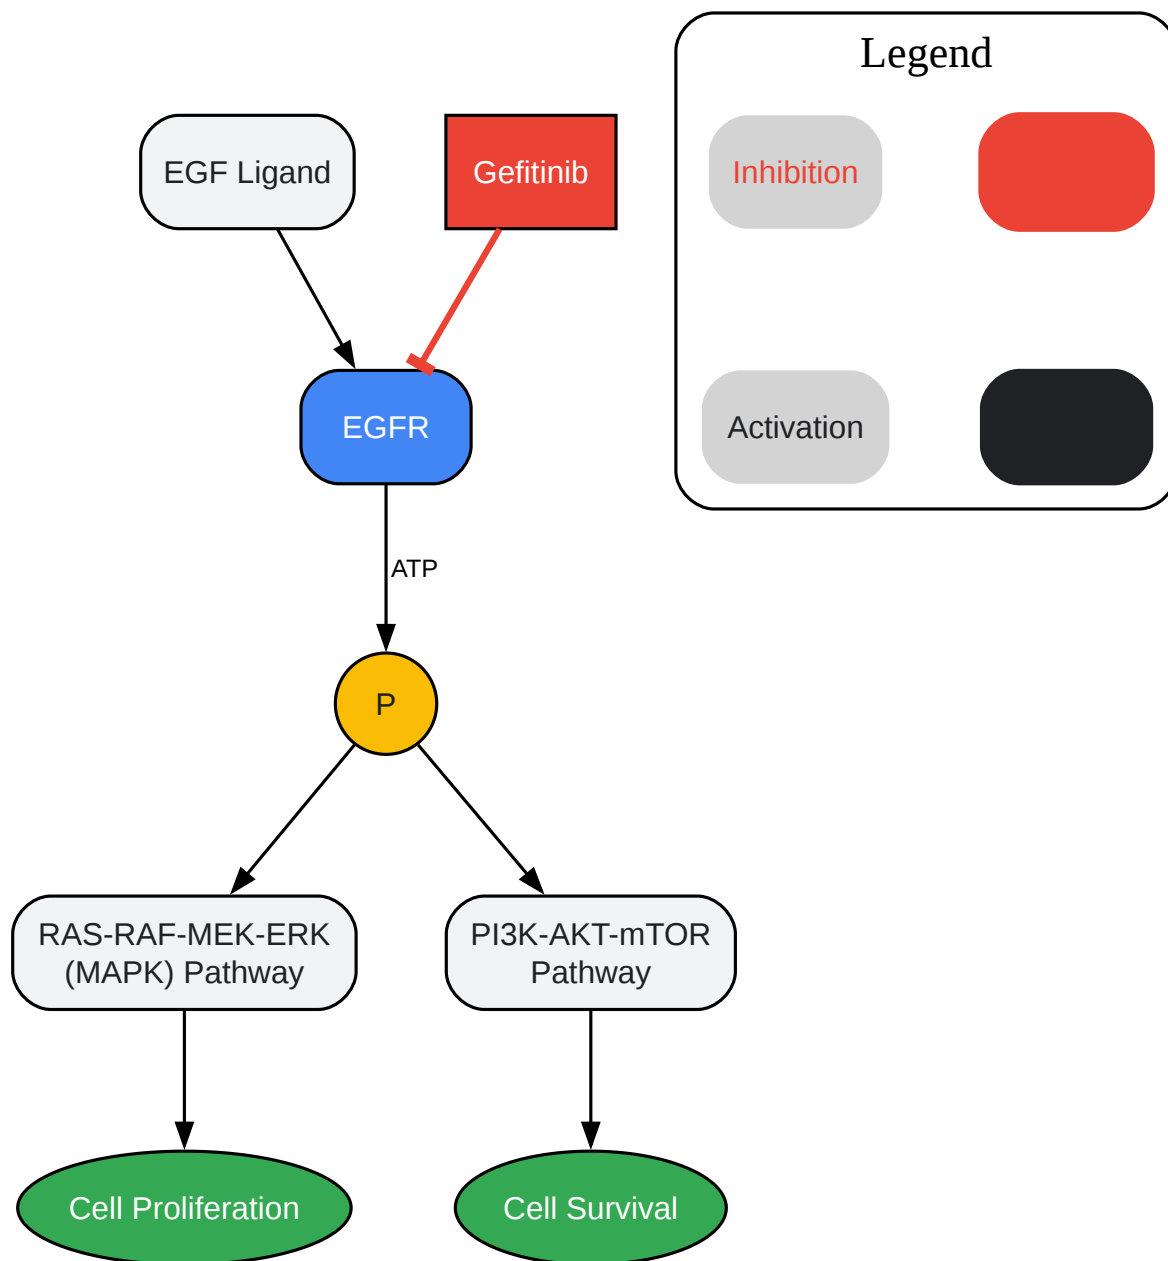 Legend
EGF Ligand
Gefitinib
Inhibition
EGFR
Activation
ATP
P
RAS-RAF-MEK-ERK
(MAPK) Pathway
PI3K-AKT-mTOR
Pathway
Cell Proliferation
Cell Survival